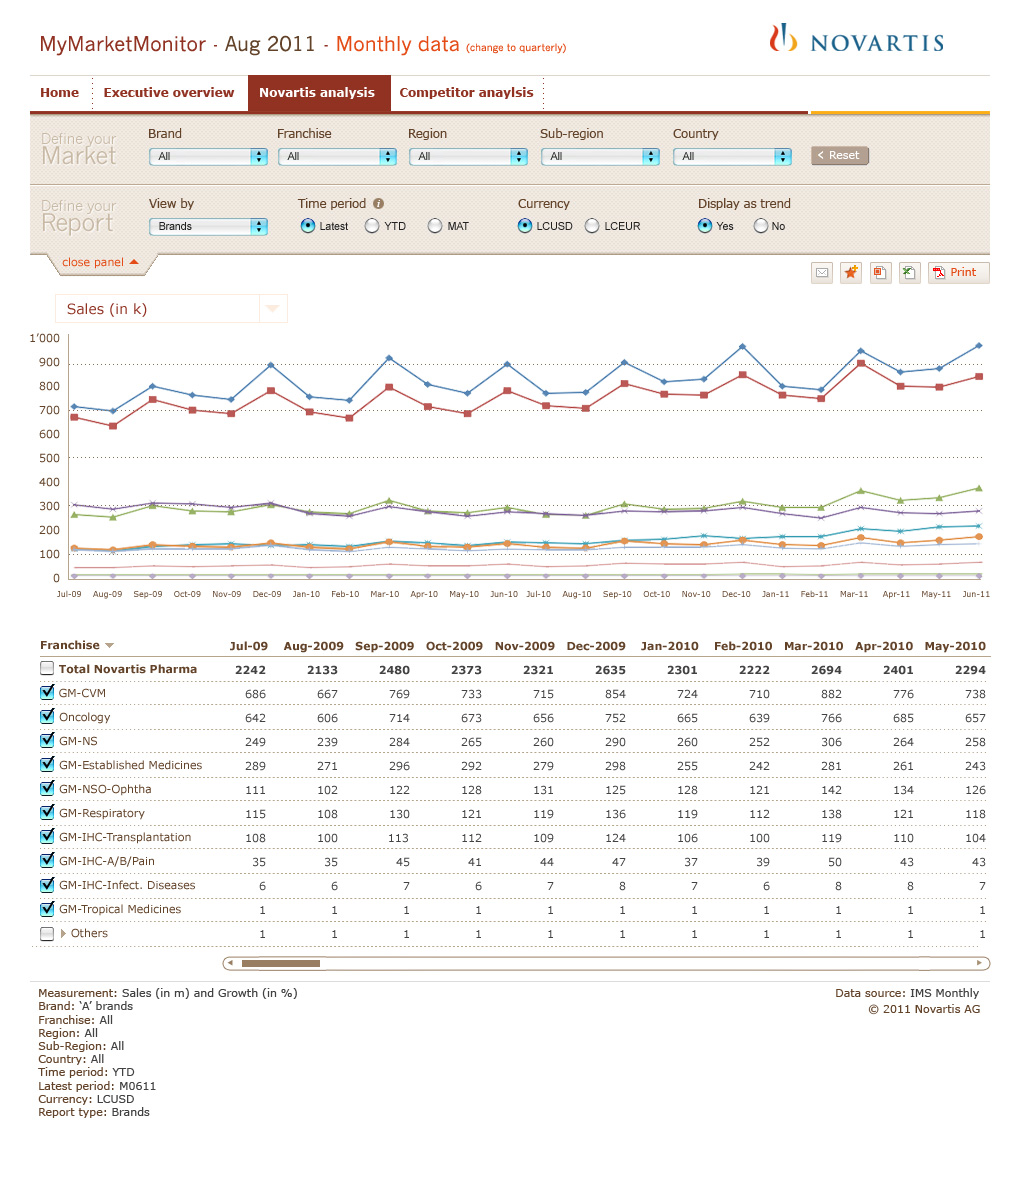 MyMarketMonitor - Aug 2011 - Monthly data (change to quarterly)
NOVARTIS
Home Executive overview Novartis analysis Competitor anaylsis
Define your Market
Brand Franchise Region Sub-region Country
All All All All All < Reset
Define your Report
View by Time period i Currency Display as trend
Brands Latest YTD MAT LCUSD LCEUR Yes No
close panel
Print
Sales (in k)
1’000
900
800
700
600
500
400
300
200
100
0
Jul-09 Aug-09 Sep-09 Oct-09 Nov-09 Dec-09 Jan-10 Feb-10 Mar-10 Apr-10 May-10 Jun-10 Jul-10 Aug-10 Sep-10 Oct-10 Nov-10 Dec-10 Jan-11 Feb-11 Mar-11 Apr-11 May-11 Jun-11
Franchise Jul-09 Aug-2009 Sep-2009 Oct-2009 Nov-2009 Dec-2009 Jan-2010 Feb-2010 Mar-2010 Apr-2010 May-2010
Total Novartis Pharma 2242 2133 2480 2373 2321 2635 2301 2222 2694 2401 2294
GM-CVM 686 667 769 733 715 854 724 710 882 776 738
Oncology 642 606 714 673 656 752 665 639 766 685 657
GM-NS 249 239 284 265 260 290 260 252 306 264 258
GM-Established Medicines 289 271 296 292 279 298 255 242 281 261 243
GM-NSO-Ophtha 111 102 122 128 131 125 128 121 142 134 126
GM-Respiratory 115 108 130 121 119 136 119 112 138 121 118
GM-IHC-Transplantation 108 100 113 112 109 124 106 100 119 110 104
GM-IHC-A/B/Pain 35 35 45 41 44 47 37 39 50 43 43
GM-IHC-Infect. Diseases 6 6 7 6 7 8 7 6 8 8 7
GM-Tropical Medicines 1 1 1 1 1 1 1 1 1 1 1
Others 1 1 1 1 1 1 1 1 1 1 1
Measurement: Sales (in m) and Growth (in %)
Brand: ‘A’ brands
Franchise: All
Region: All
Sub-Region: All
Country: All
Time period: YTD
Latest period: M0611
Currency: LCUSD
Report type: Brands
Data source: IMS Monthly
© 2011 Novartis AG